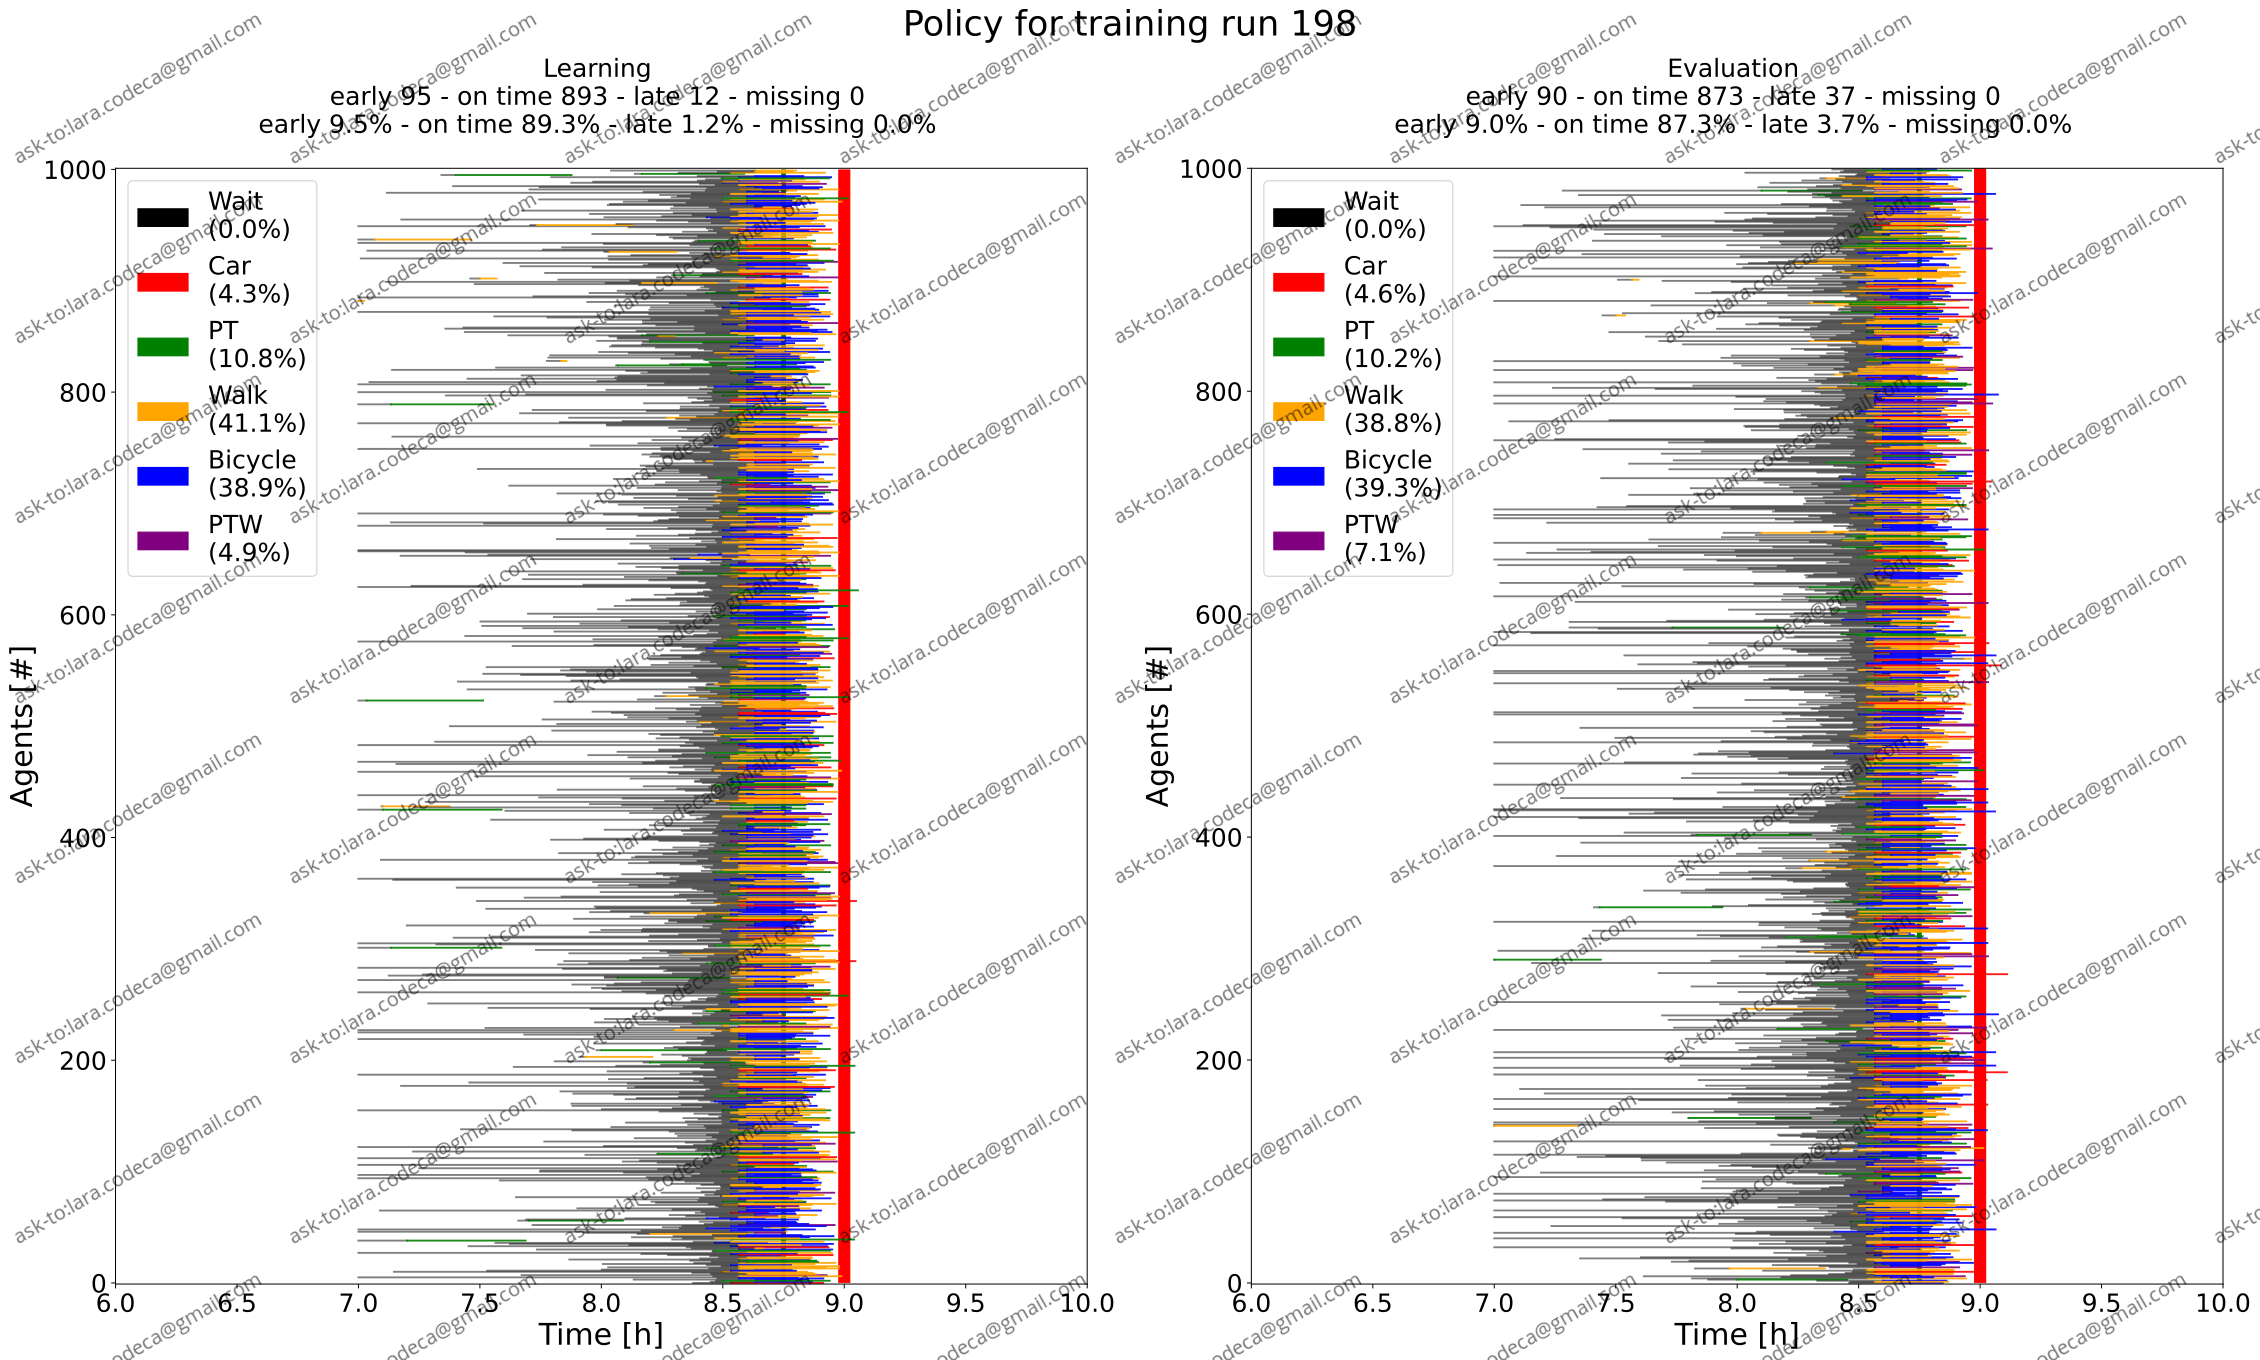 Policy for training run 198
Learning
early 95 - on time 893 - late 12 - missing 0
early 9.5% - on time 89.3% - late 1.2% - missing 0.0%
Evaluation
early 90 - on time 873 - late 37 - missing 0
early 9.0% - on time 87.3% - late 3.7% - missing 0.0%
Agents [#]
1000
800
600
400
200
0
Wait
(0.0%)
Car
(4.3%)
PT
(10.8%)
Walk
(41.1%)
Bicycle
(38.9%)
PTW
(4.9%)
6.0 6.5 7.0 7.5 8.0 8.5 9.0 9.5 10.0
Time [h]
Agents [#]
1000
800
600
400
200
0
Wait
(0.0%)
Car
(4.6%)
PT
(10.2%)
Walk
(38.8%)
Bicycle
(39.3%)
PTW
(7.1%)
6.0 6.5 7.0 7.5 8.0 8.5 9.0 9.5 10.0
Time [h]
ask-to:lara.codeca@gmail.com